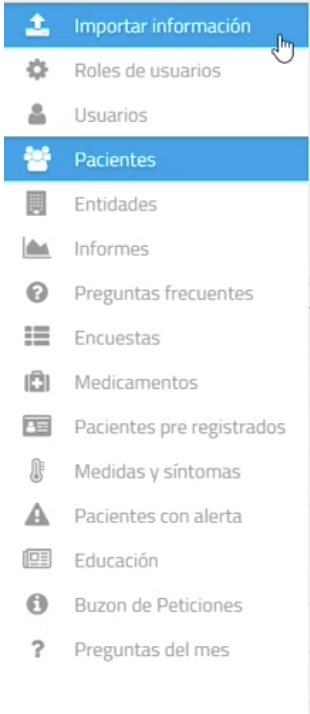 Importar información
Roles de usuarios
Usuarios
Pacientes
Entidades
Informes
Preguntas frecuentes
Encuestas
Medicamentos
Pacientes pre registrados
Medidas y síntomas
Pacientes con alerta
Educación
Buzon de Peticiones
Preguntas del mes